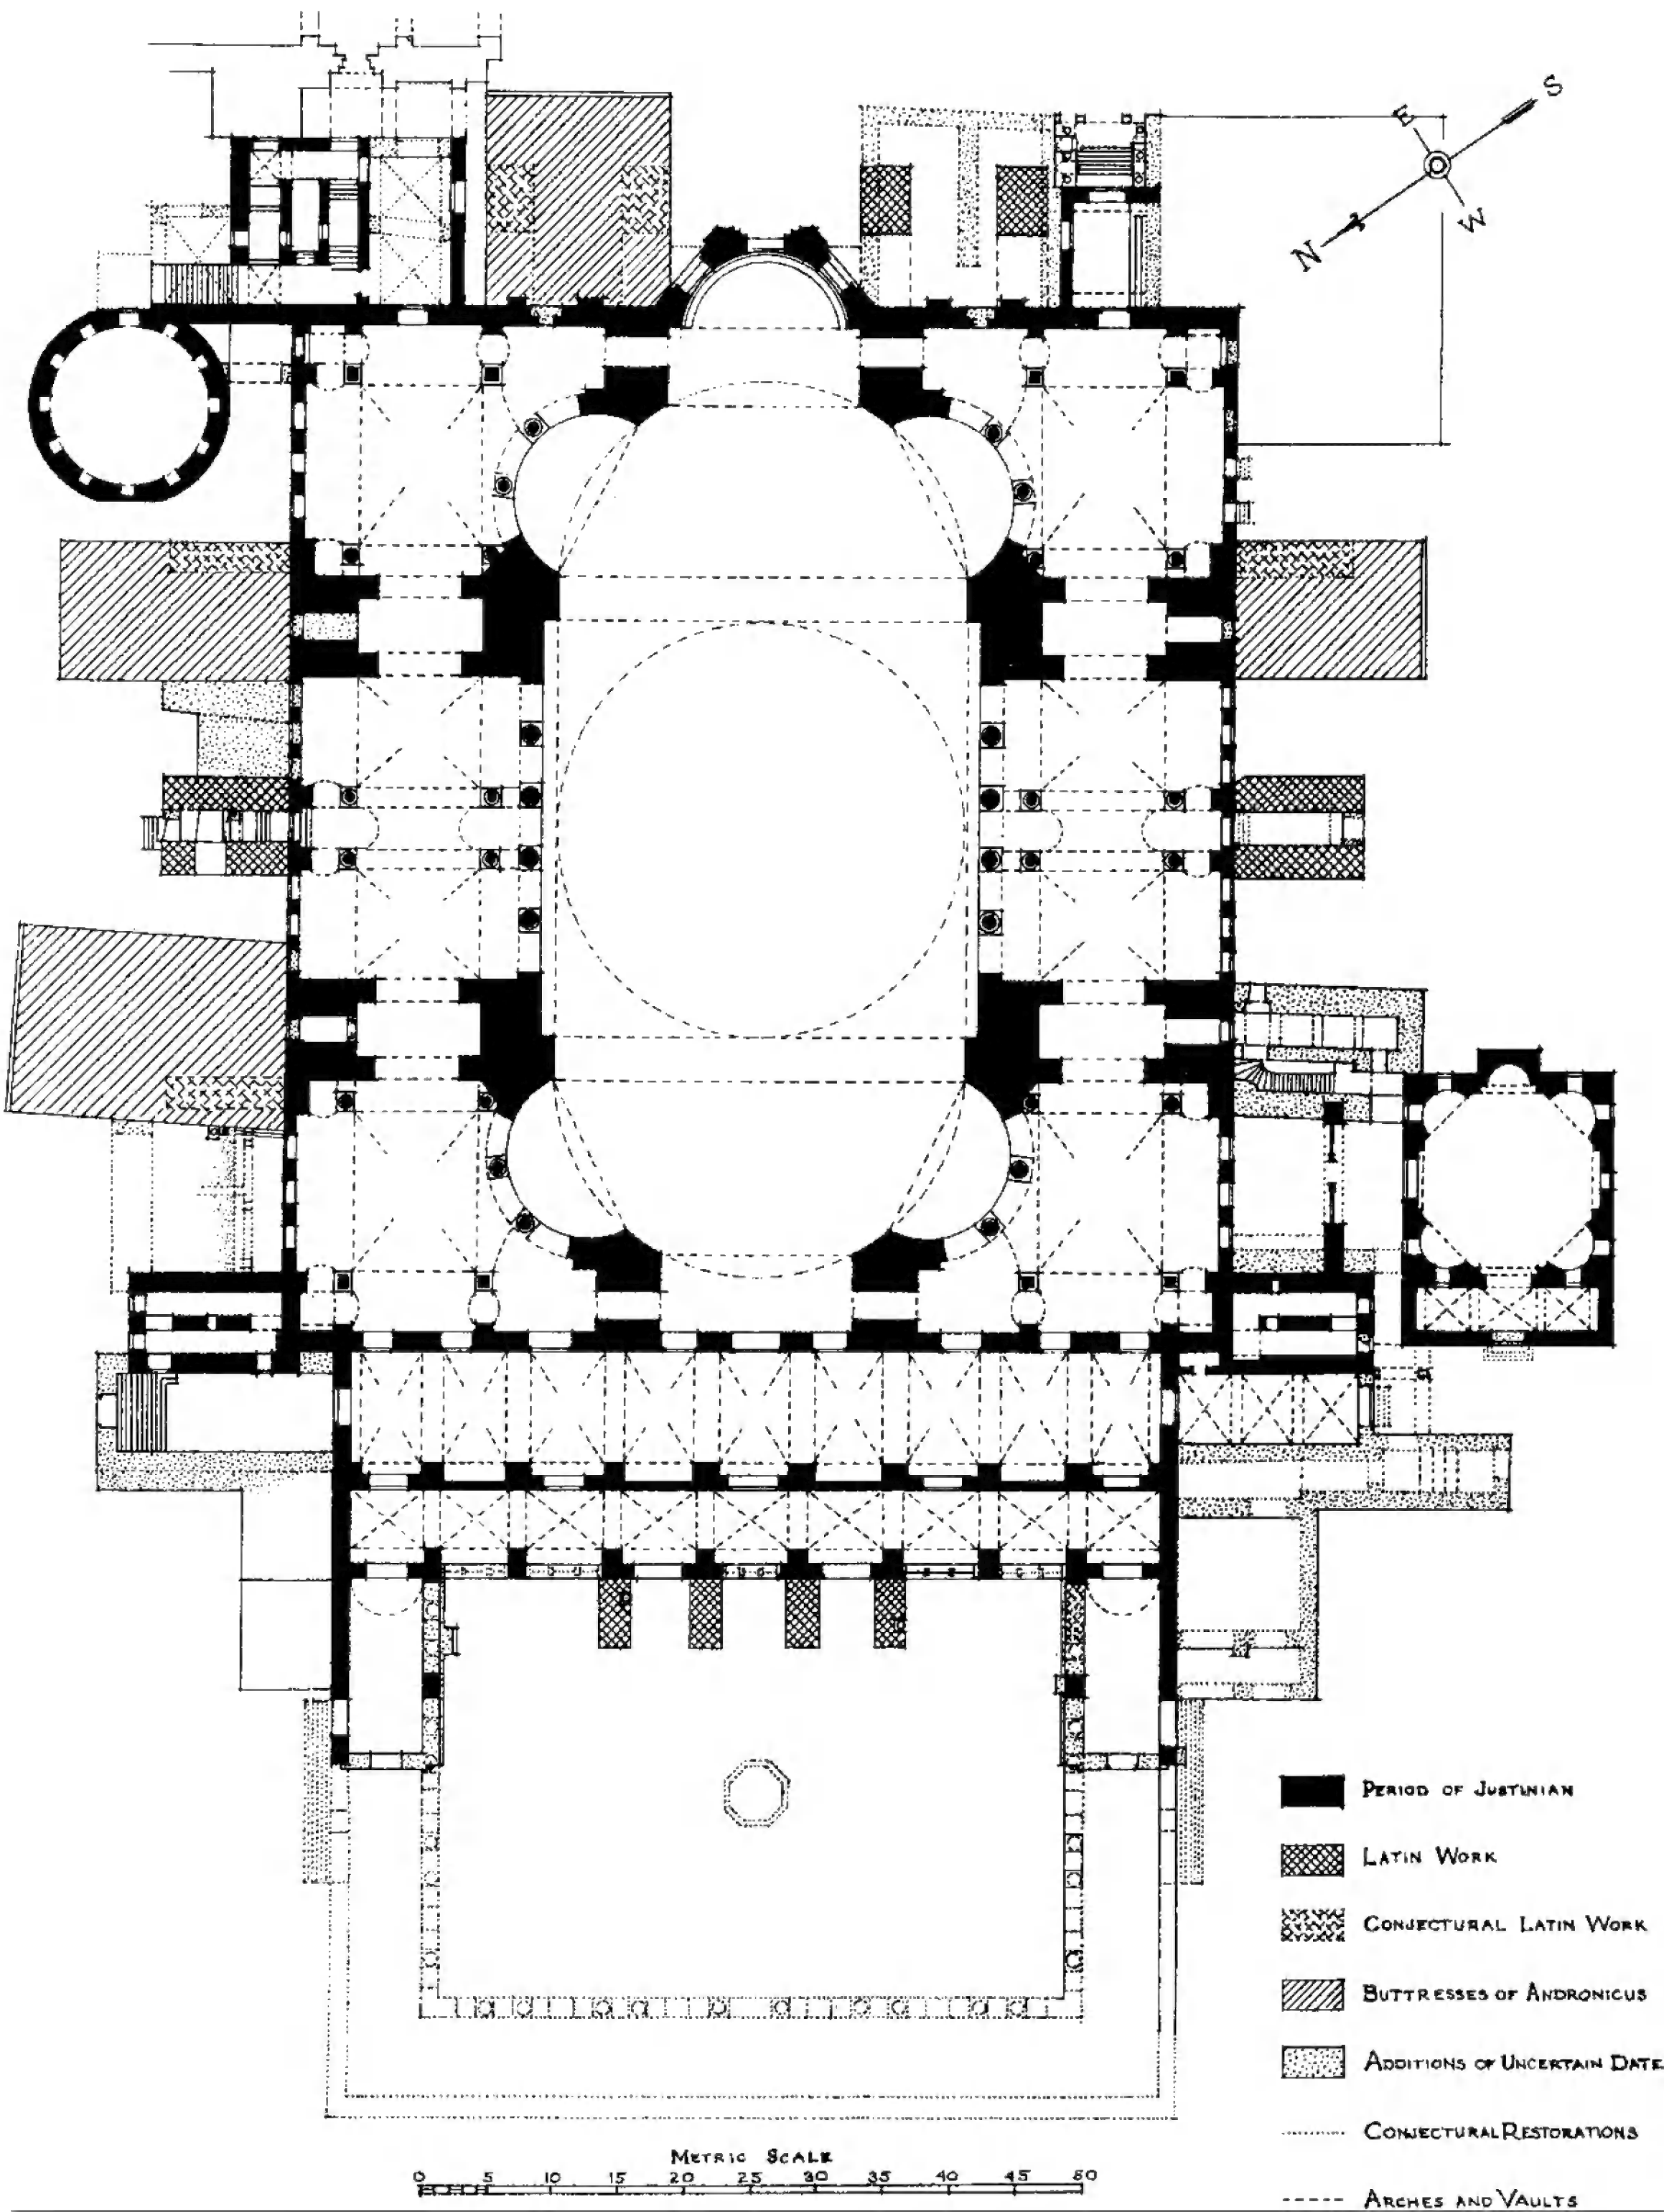 S
E
W
N
PERIOD OF JUSTINIAN
LATIN WORK
CONJECTURAL LATIN WORK
BUTTRESSES OF ANDRONICUS
ADDITIONS OF UNCERTAIN DATE
CONJECTURAL RESTORATIONS
ARCHES AND VAULTS
METRIC SCALE
0 5 10 15 20 25 30 35 40 45 50